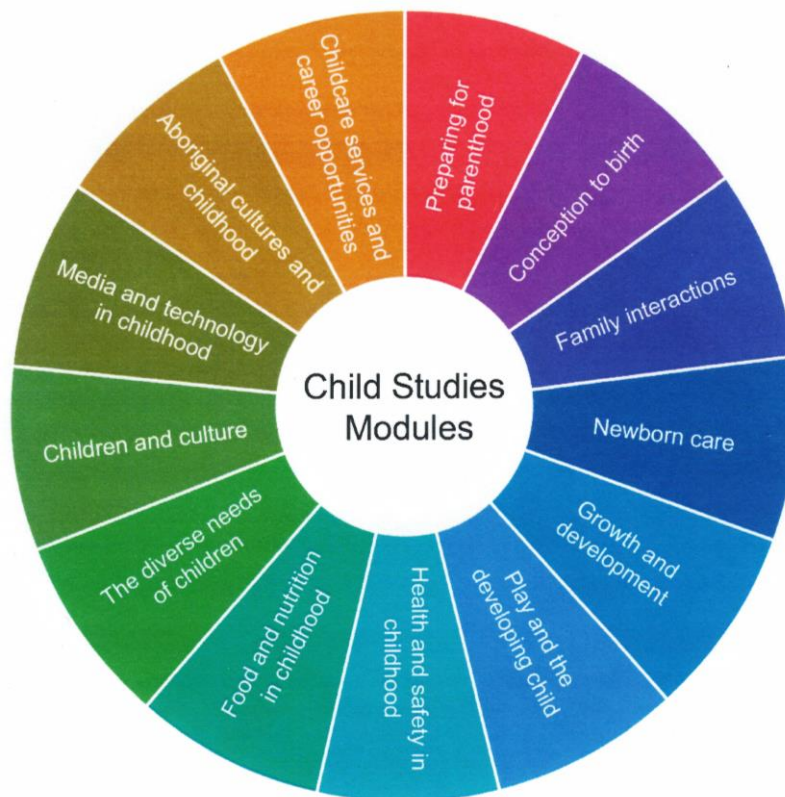 Child Studies
Modules
Preparing for
parenthood
Conception to birth
Family interactions
Newborn care
Growth and
development
Play and the
developing child
Health and safety in
childhood
Food and nutrition
in childhood
The diverse needs
of children
Children and culture
Media and technology
in childhood
Aboriginal cultures and
childhood
Childcare services and
career opportunities